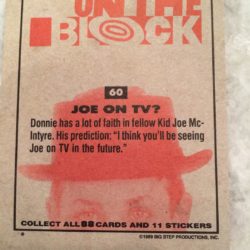 ON THE
BLOCK
60
JOE ON TV?
Donnie has a lot of faith in fellow Kid Joe Mc-
Intyre. His prediction: "I think you'll be seeing
Joe on TV in the future."
COLLECT ALL 88 CARDS AND 11 STICKERS
©1989 BIG STEP PRODUCTIONS, INC.